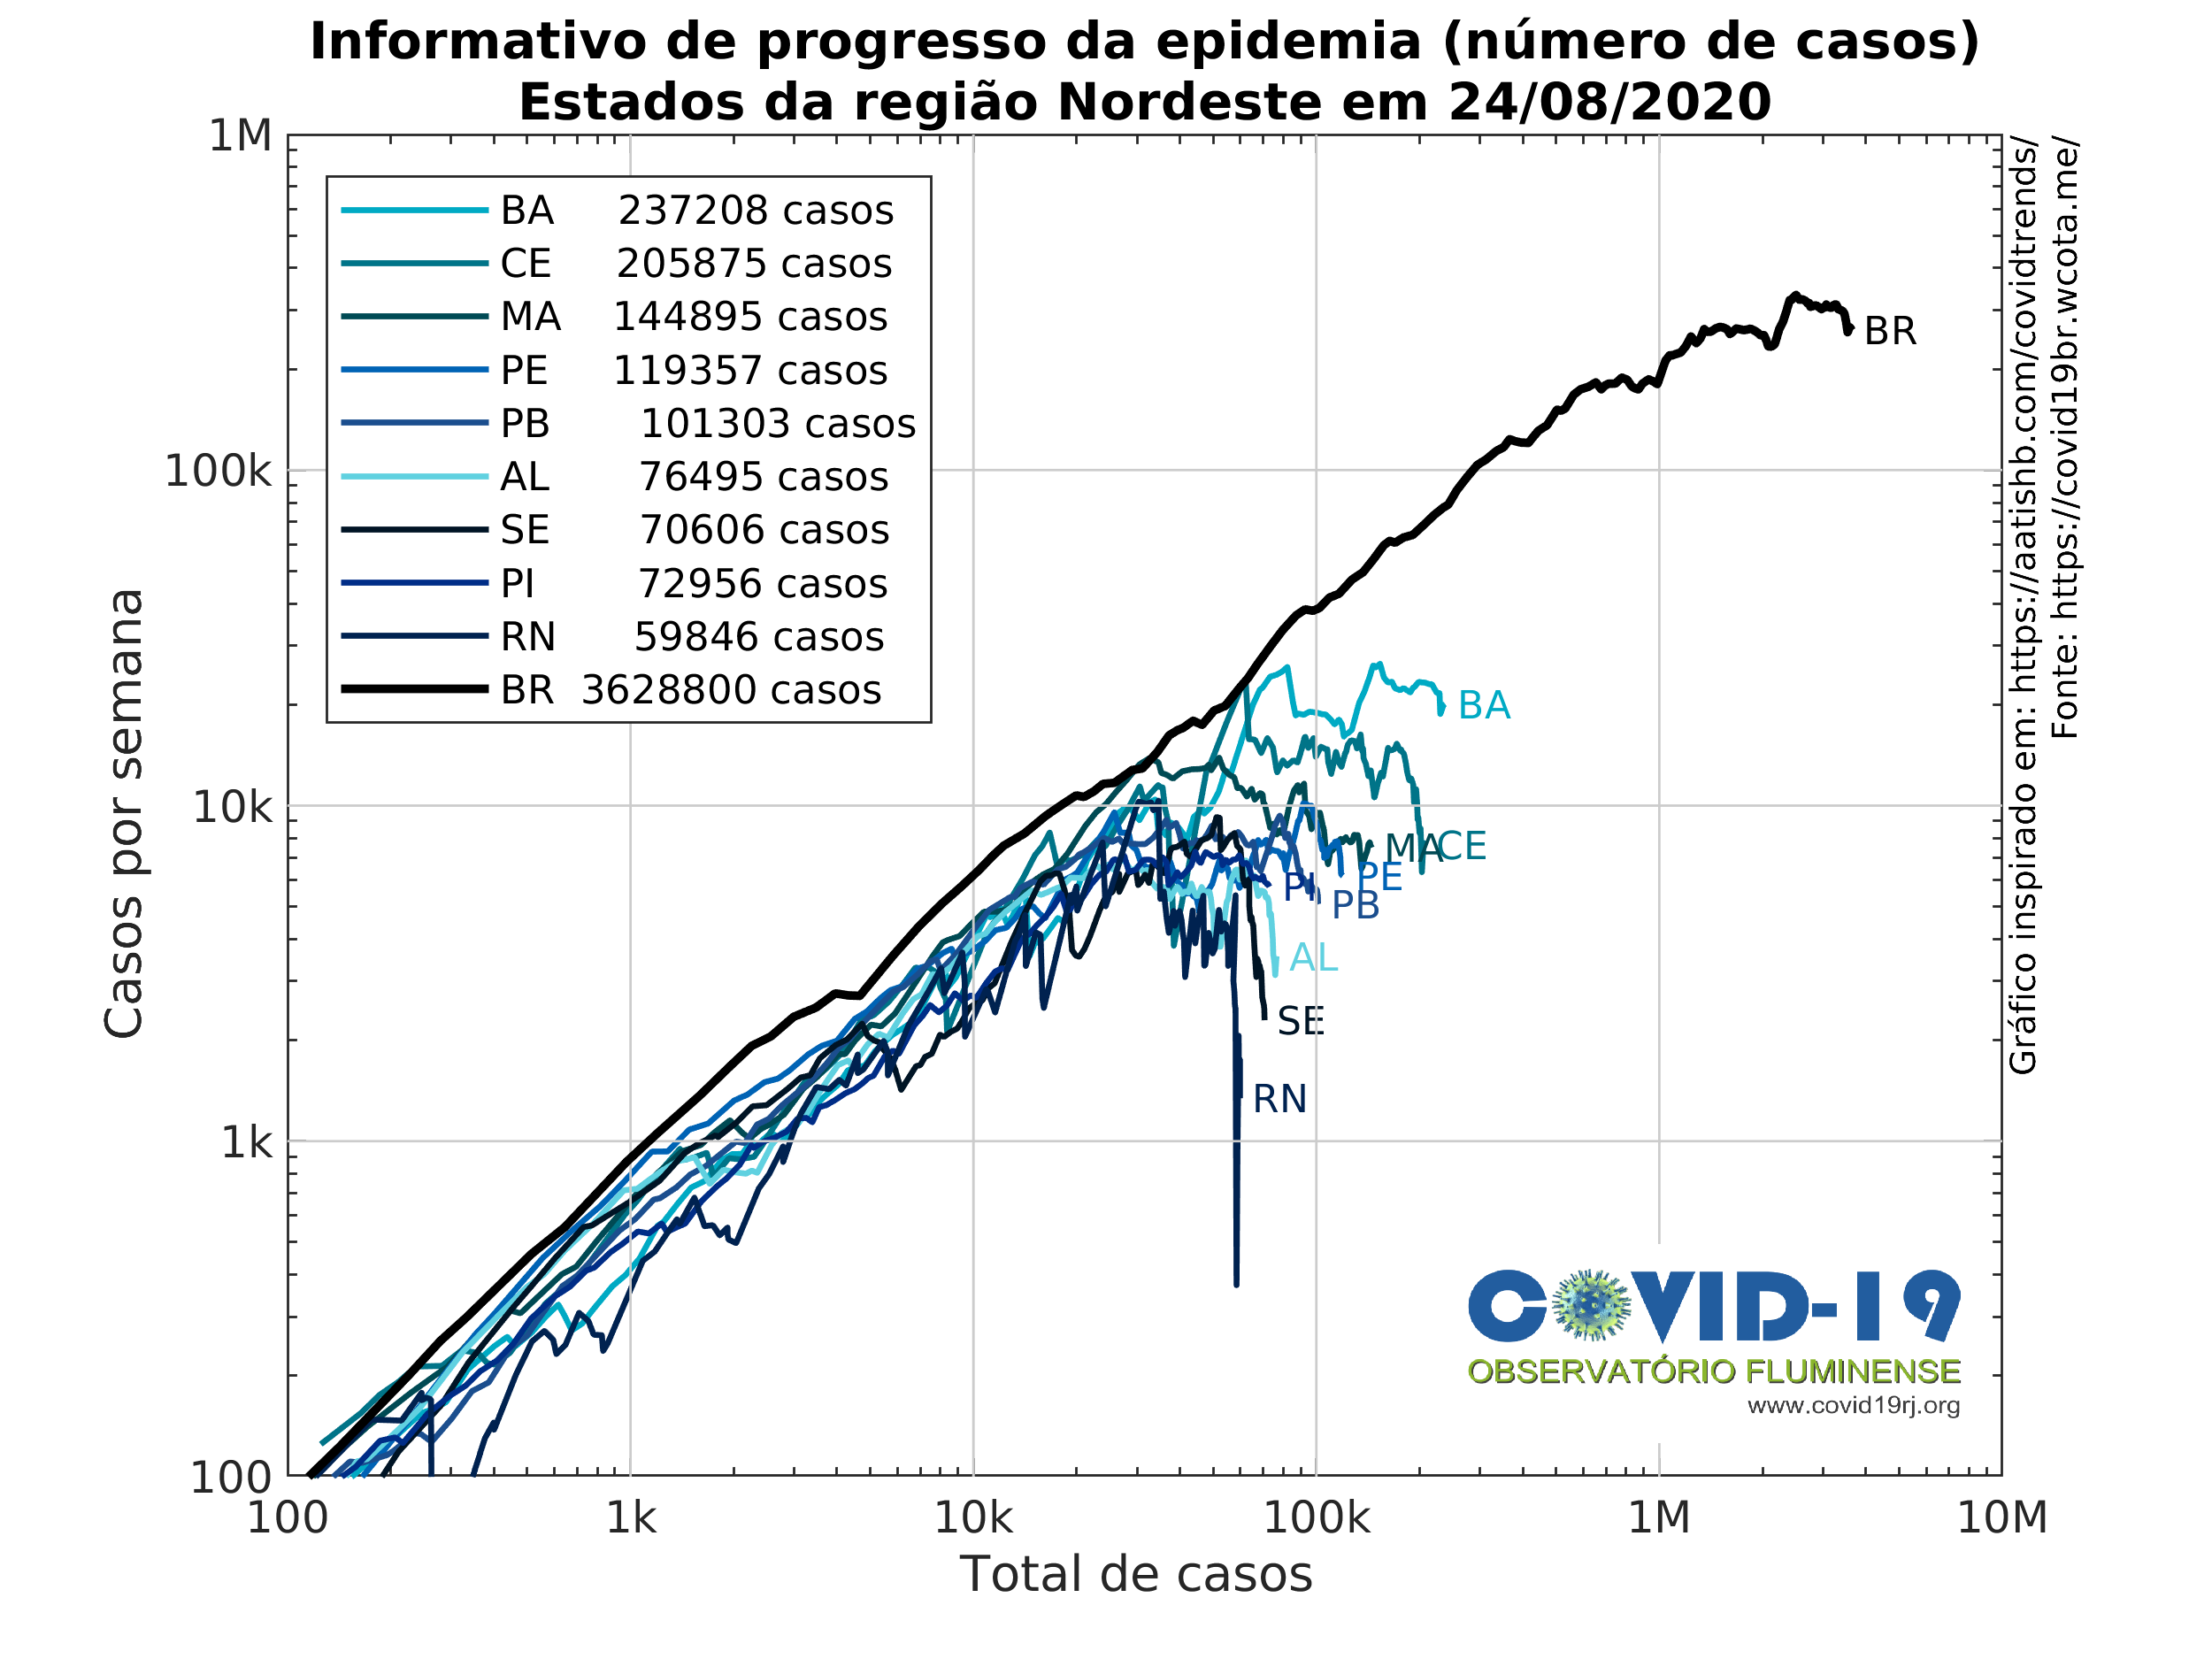 Informativo de progresso da epidemia (número de casos)
Estados da região Nordeste em 24/08/2020
1M
100k
10k
1k
100
Casos por semana
BA 237208 casos
CE 205875 casos
MA 144895 casos
PE 119357 casos
PB 101303 casos
AL 76495 casos
SE 70606 casos
PI 72956 casos
RN 59846 casos
BR 3628800 casos
BR
BA
MA
CE
PE
PI
PB
AL
SE
RN
Gráfico inspirado em: https://aatishb.com/covidtrends/
Fonte: https://covid19br.wcota.me/
COVID-19
OBSERVATÓRIO FLUMINENSE
www.covid19rj.org
100
1k
10k
100k
1M
10M
Total de casos